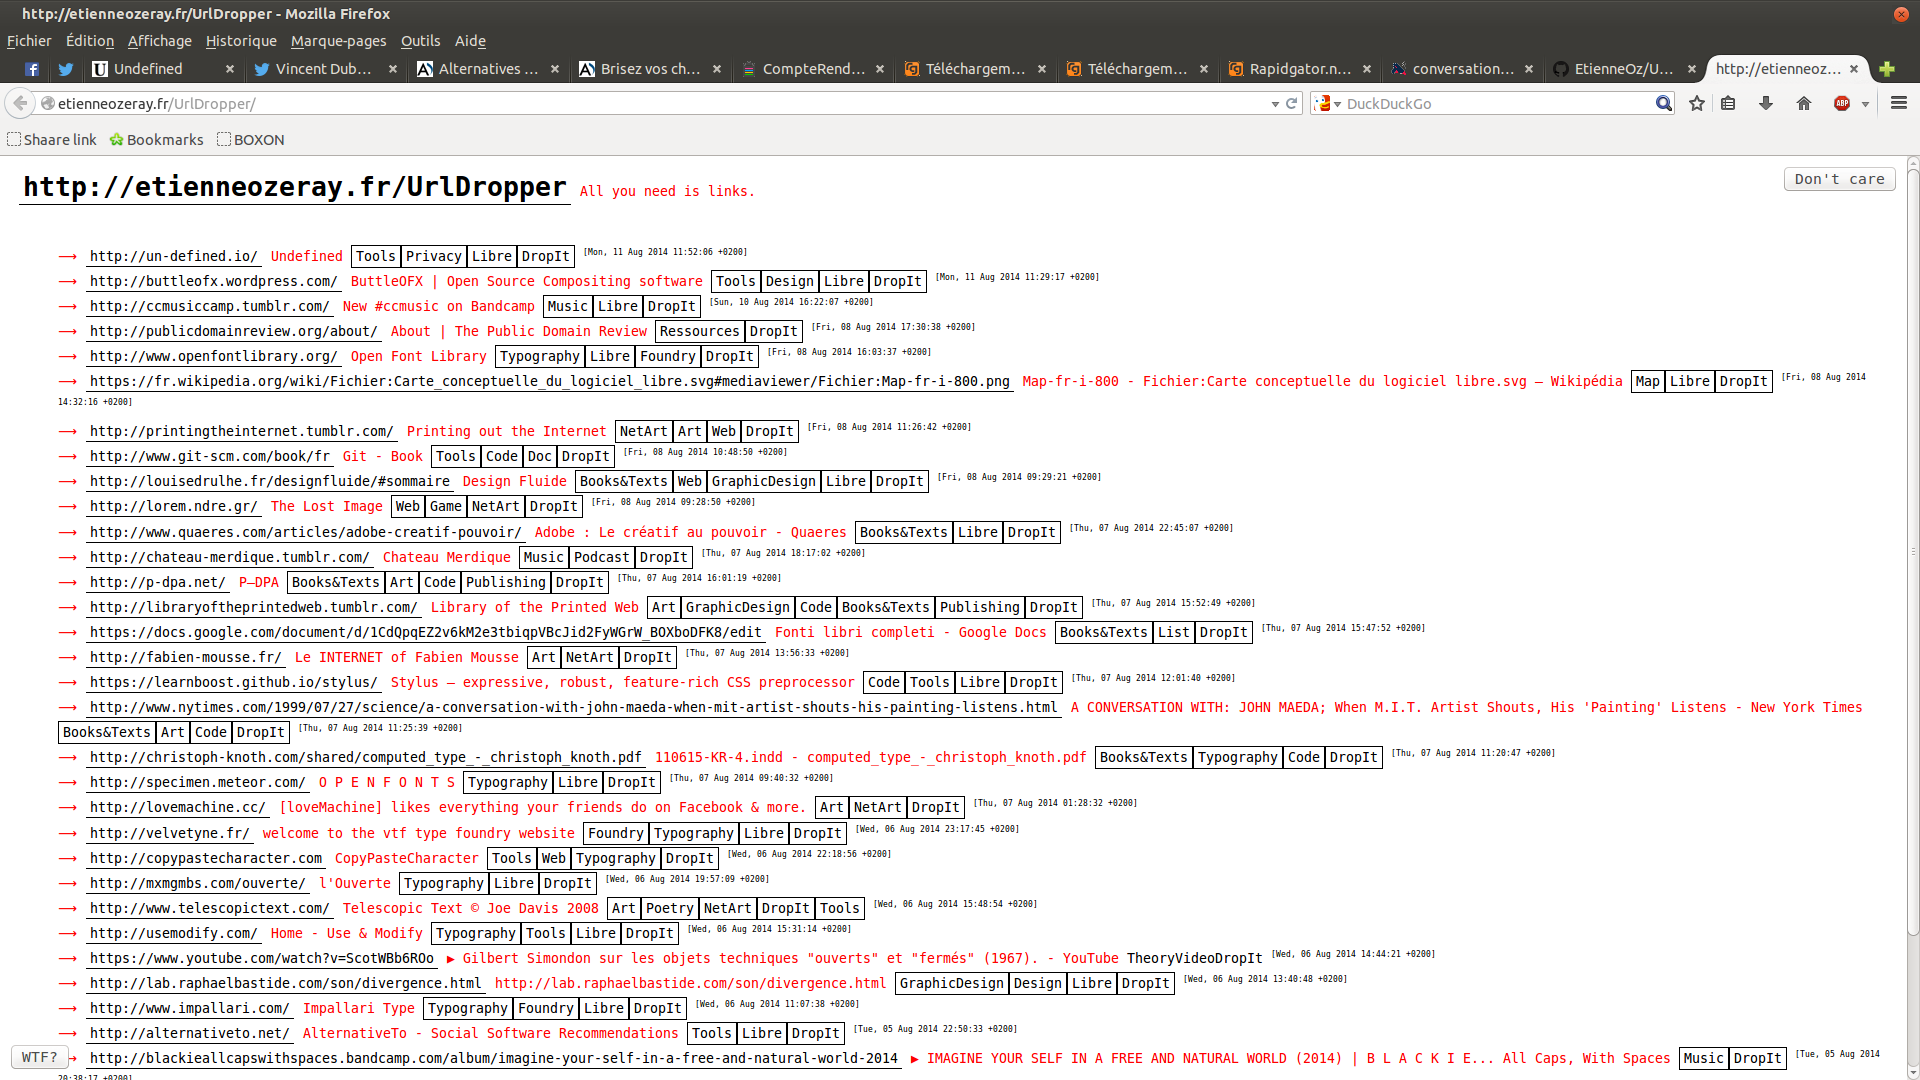 http://etienneozeray.fr/UrlDropper - Mozilla Firefox
Fichier Édition Affichage Historique Marque-pages Outils Aide
Undefined Vincent Dub... Alternatives ... Brisez vos ch... CompteRend... Téléchargem... Téléchargem... Rapidgator.n... conversation... EtienneOz/U... http://etienneoz...
etienneozeray.fr/UrlDropper/ DuckDuckGo ABP
Shaare link Bookmarks BOXON
http://etienneozeray.fr/UrlDropper All you need is links. Don't care
→ http://un-defined.io/ Undefined Tools Privacy Libre DropIt [Mon, 11 Aug 2014 11:52:06 +0200]
→ http://buttleofx.wordpress.com/ ButtleOFX | Open Source Compositing software Tools Design Libre DropIt [Mon, 11 Aug 2014 11:29:17 +0200]
→ http://ccmusiccamp.tumblr.com/ New #ccmusic on Bandcamp Music Libre DropIt [Sun, 10 Aug 2014 16:22:07 +0200]
→ http://publicdomainreview.org/about/ About | The Public Domain Review Ressources DropIt [Fri, 08 Aug 2014 17:30:38 +0200]
→ http://www.openfontlibrary.org/ Open Font Library Typography Libre Foundry DropIt [Fri, 08 Aug 2014 16:03:37 +0200]
→ https://fr.wikipedia.org/wiki/Fichier:Carte_conceptuelle_du_logiciel_libre.svg#mediaviewer/Fichier:Map-fr-i-800.png Map-fr-i-800 - Fichier:Carte conceptuelle du logiciel libre.svg — Wikipédia Map Libre DropIt [Fri, 08 Aug 2014
14:32:16 +0200]
→ http://printingtheinternet.tumblr.com/ Printing out the Internet NetArt Art Web DropIt [Fri, 08 Aug 2014 11:26:42 +0200]
→ http://www.git-scm.com/book/fr Git - Book Tools Code Doc DropIt [Fri, 08 Aug 2014 10:48:50 +0200]
→ http://louisedrulhe.fr/designfluide/#sommaire Design Fluide Books&Texts Web GraphicDesign Libre DropIt [Fri, 08 Aug 2014 09:29:21 +0200]
→ http://lorem.ndre.gr/ The Lost Image Web Game NetArt DropIt [Fri, 08 Aug 2014 09:28:50 +0200]
→ http://www.quaeres.com/articles/adobe-creatif-pouvoir/ Adobe : Le créatif au pouvoir - Quaeres Books&Texts Libre DropIt [Thu, 07 Aug 2014 22:45:07 +0200]
→ http://chateau-merdique.tumblr.com/ Chateau Merdique Music Podcast DropIt [Thu, 07 Aug 2014 18:17:02 +0200]
→ http://p-dpa.net/ P—DPA Books&Texts Art Code Publishing DropIt [Thu, 07 Aug 2014 16:01:19 +0200]
→ http://libraryoftheprintedweb.tumblr.com/ Library of the Printed Web Art GraphicDesign Code Books&Texts Publishing DropIt [Thu, 07 Aug 2014 15:52:49 +0200]
→ https://docs.google.com/document/d/1CdQpqEZ2v6kM2e3tbiqpVBcJid2FyWGrW_BOXboDFK8/edit Fonti libri completi - Google Docs Books&Texts List DropIt [Thu, 07 Aug 2014 15:47:52 +0200]
→ http://fabien-mousse.fr/ Le INTERNET of Fabien Mousse Art NetArt DropIt [Thu, 07 Aug 2014 13:56:33 +0200]
→ https://learnboost.github.io/stylus/ Stylus — expressive, robust, feature-rich CSS preprocessor Code Tools Libre DropIt [Thu, 07 Aug 2014 12:01:40 +0200]
→ http://www.nytimes.com/1999/07/27/science/a-conversation-with-john-maeda-when-mit-artist-shouts-his-painting-listens.html A CONVERSATION WITH: JOHN MAEDA; When M.I.T. Artist Shouts, His 'Painting' Listens - New York Times
Books&Texts Art Code DropIt [Thu, 07 Aug 2014 11:25:39 +0200]
→ http://christoph-knoth.com/shared/computed_type_-_christoph_knoth.pdf 110615-KR-4.indd - computed_type_-_christoph_knoth.pdf Books&Texts Typography Code DropIt [Thu, 07 Aug 2014 11:20:47 +0200]
→ http://specimen.meteor.com/ O P E N F O N T S Typography Libre DropIt [Thu, 07 Aug 2014 09:40:32 +0200]
→ http://lovemachine.cc/ [loveMachine] likes everything your friends do on Facebook & more. Art NetArt DropIt [Thu, 07 Aug 2014 01:28:32 +0200]
→ http://velvetyne.fr/ welcome to the vtf type foundry website Foundry Typography Libre DropIt [Wed, 06 Aug 2014 23:17:45 +0200]
→ http://copypastecharacter.com CopyPasteCharacter Tools Web Typography DropIt [Wed, 06 Aug 2014 22:18:56 +0200]
→ http://mxmgmbs.com/ouverte/ l'Ouverte Typography Libre DropIt [Wed, 06 Aug 2014 19:57:09 +0200]
→ http://www.telescopictext.com/ Telescopic Text © Joe Davis 2008 Art Poetry NetArt DropIt Tools [Wed, 06 Aug 2014 15:48:54 +0200]
→ http://usemodify.com/ Home - Use & Modify Typography Tools Libre DropIt [Wed, 06 Aug 2014 15:31:14 +0200]
→ https://www.youtube.com/watch?v=ScotWBb6ROo ▶ Gilbert Simondon sur les objets techniques "ouverts" et "fermés" (1967). - YouTube TheoryVideoDropIt [Wed, 06 Aug 2014 14:44:21 +0200]
→ http://lab.raphaelbastide.com/son/divergence.html http://lab.raphaelbastide.com/son/divergence.html GraphicDesign Design Libre DropIt [Wed, 06 Aug 2014 13:40:48 +0200]
→ http://www.impallari.com/ Impallari Type Typography Foundry Libre DropIt [Wed, 06 Aug 2014 11:07:38 +0200]
→ http://alternativeto.net/ AlternativeTo - Social Software Recommendations Tools Libre DropIt [Tue, 05 Aug 2014 22:50:33 +0200]
WTF? → http://blackieallcapswithspaces.bandcamp.com/album/imagine-your-self-in-a-free-and-natural-world-2014 ▶ IMAGINE YOUR SELF IN A FREE AND NATURAL WORLD (2014) | B L A C K I E... All Caps, With Spaces Music DropIt [Tue, 05 Aug 2014
20:38:17 +0200]